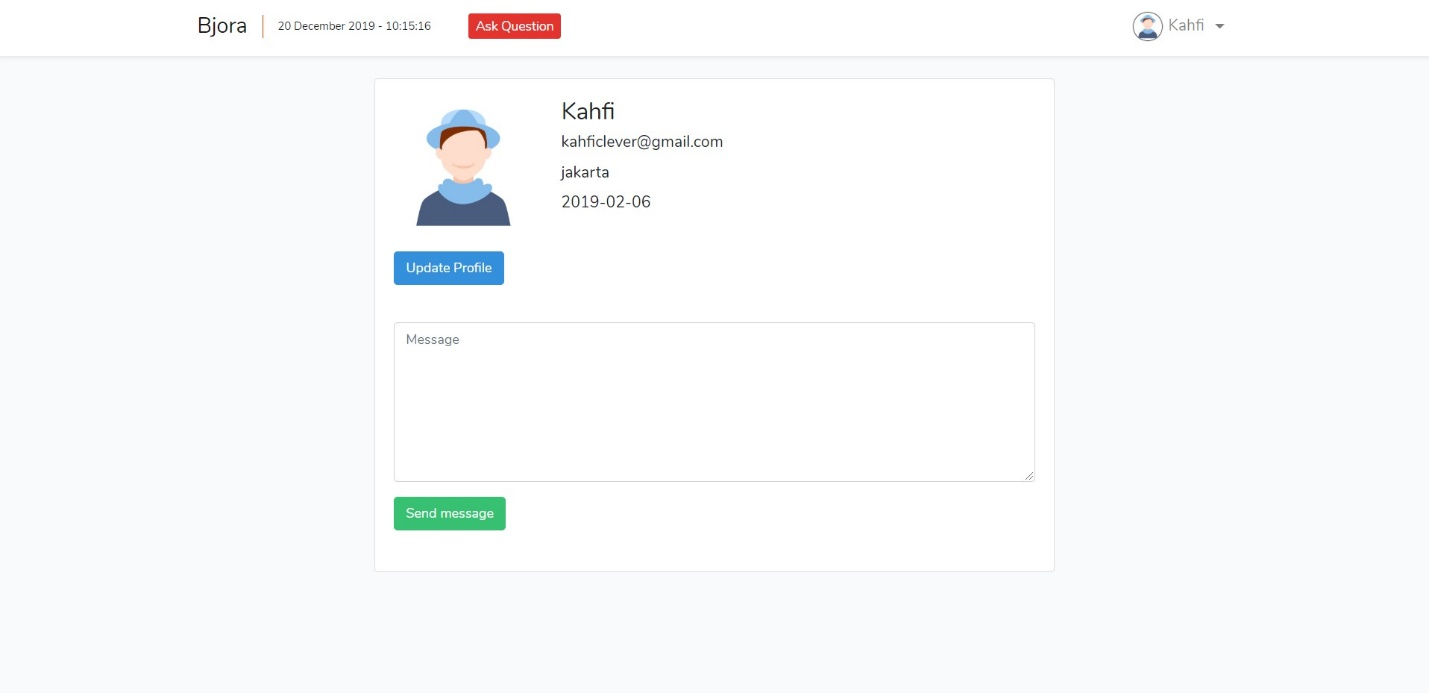 Bjora 20 December 2019 - 10:15:16 Ask Question Kahfi
Kahfi
kahficlever@gmail.com
jakarta
2019-02-06
Update Profile
Message
Send message